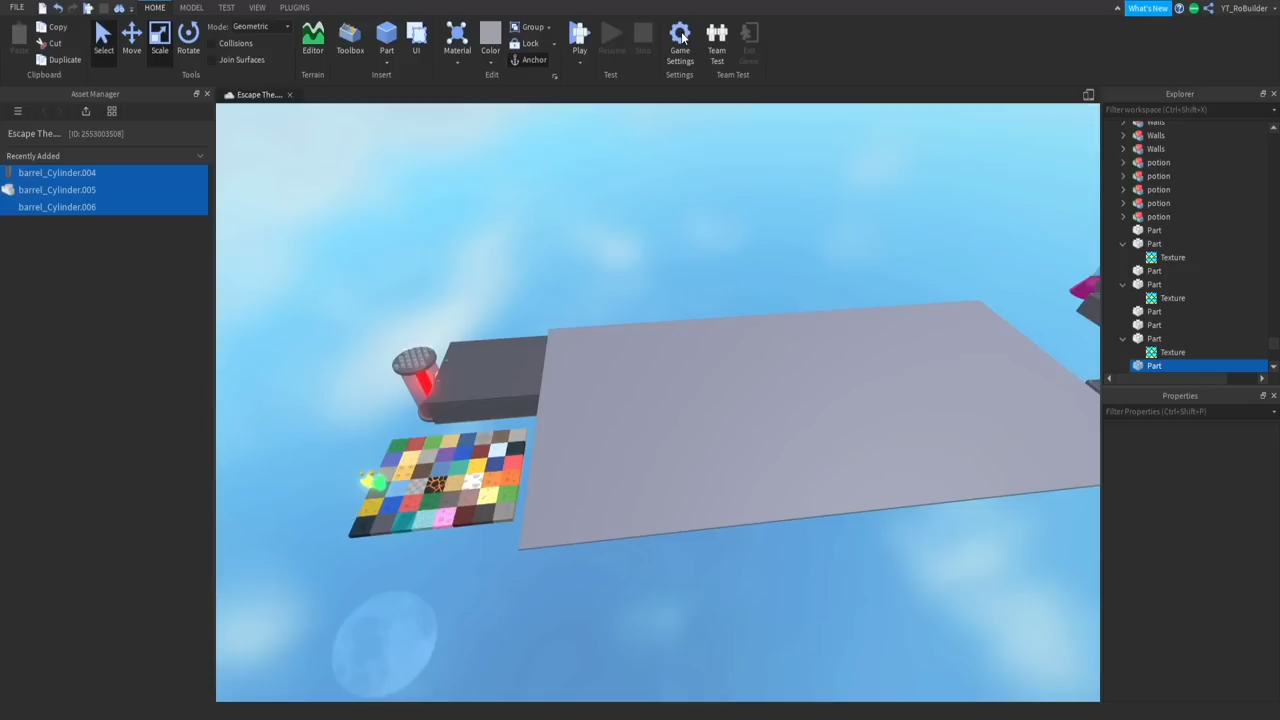 FILE HOME MODEL TEST VIEW PLUGINS What's New YT_RoBuilder
Paste Copy Cut Duplicate Clipboard
Select Move Scale Rotate Mode: Geometric Collisions Join Surfaces Tools
Editor Terrain
Toolbox Part UI Insert
Material Color Group Lock Anchor Edit
Play Resume Stop Test
Game Settings Settings
Team Test Exit Game Team Test
Asset Manager
Escape The.... [ID: 2553003508]
Recently Added
barrel_Cylinder.004
barrel_Cylinder.005
barrel_Cylinder.006
Escape The....
Explorer
Filter workspace (Ctrl+Shift+X)
Walls
Walls
Walls
potion
potion
potion
potion
potion
Part
Part
Texture
Part
Part
Texture
Part
Part
Part
Texture
Part
Properties
Filter Properties (Ctrl+Shift+P)